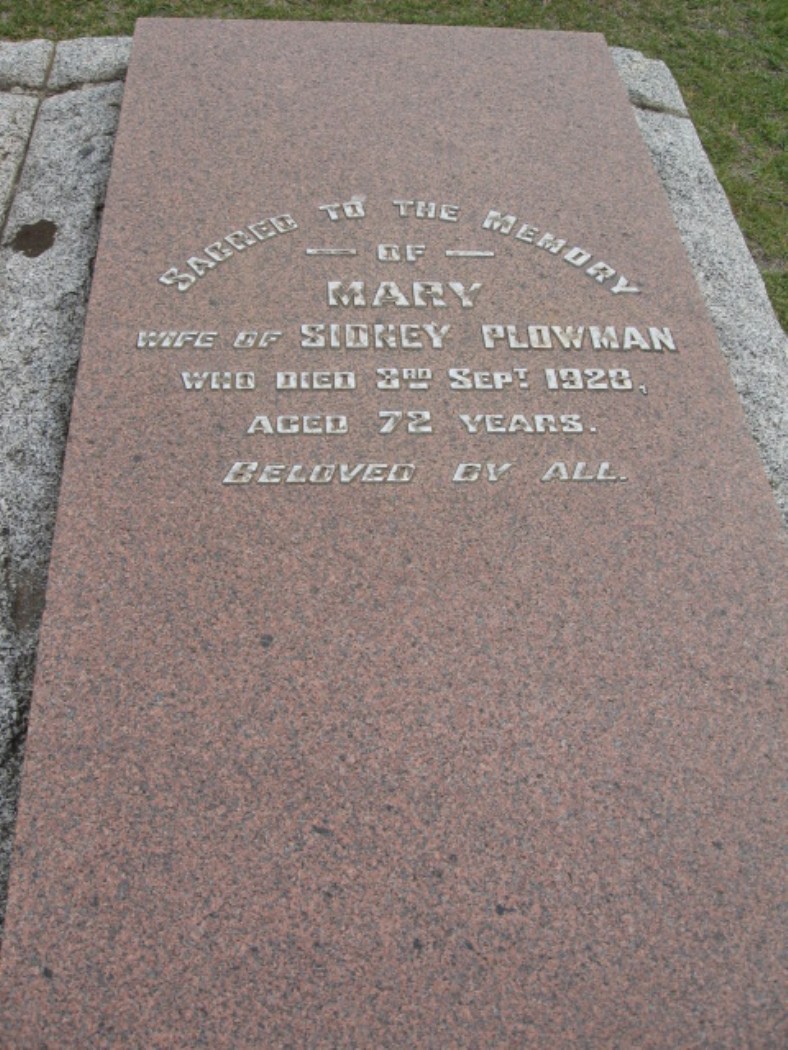 SACRED TO THE MEMORY
— OF —
MARY
WIFE OF SIDNEY PLOWMAN
WHO DIED 3RD SEPT. 1928,
AGED 72 YEARS.
BELOVED BY ALL.